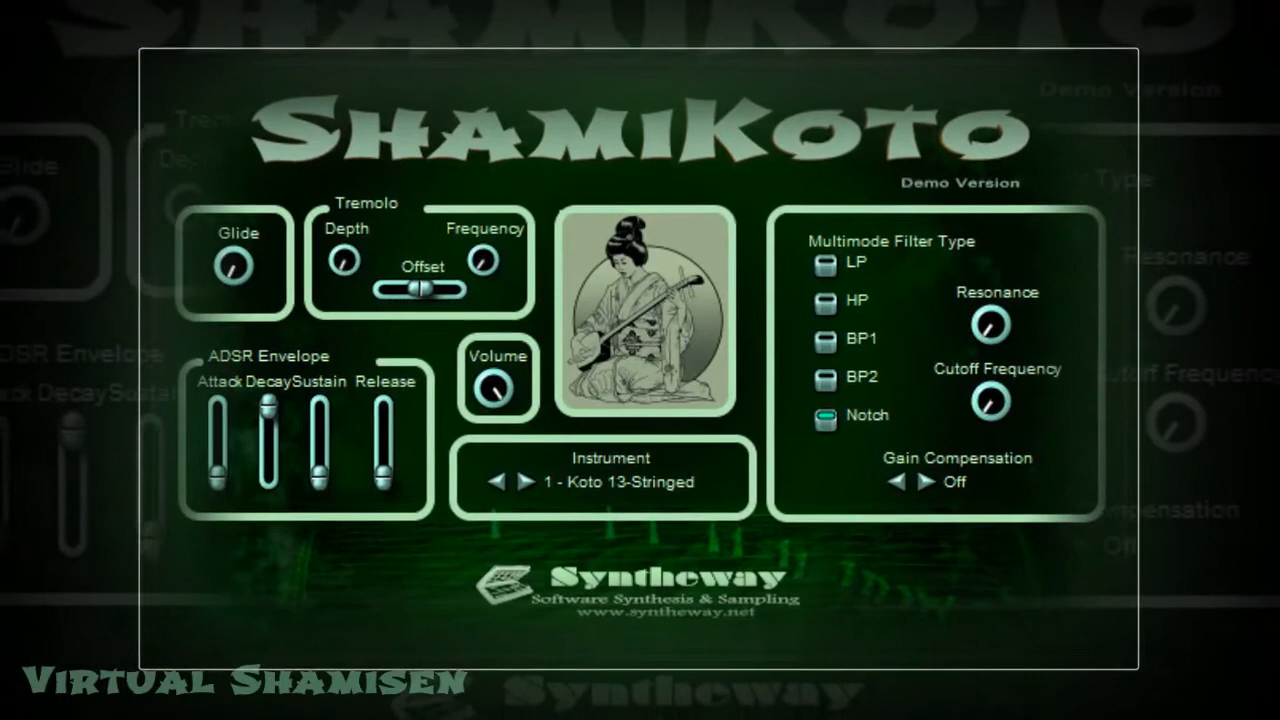 ShamiKoto
Demo Version
Glide
Tremolo
Depth
Frequency
Offset
ADSR Envelope
Attack Decay Sustain Release
Volume
Instrument
1 - Koto 13-Stringed
Multimode Filter Type
LP
HP
BP1
BP2
Notch
Resonance
Cutoff Frequency
Gain Compensation
Off
Syntheway
Software Synthesis & Sampling
www.syntheway.net
Virtual Shamisen